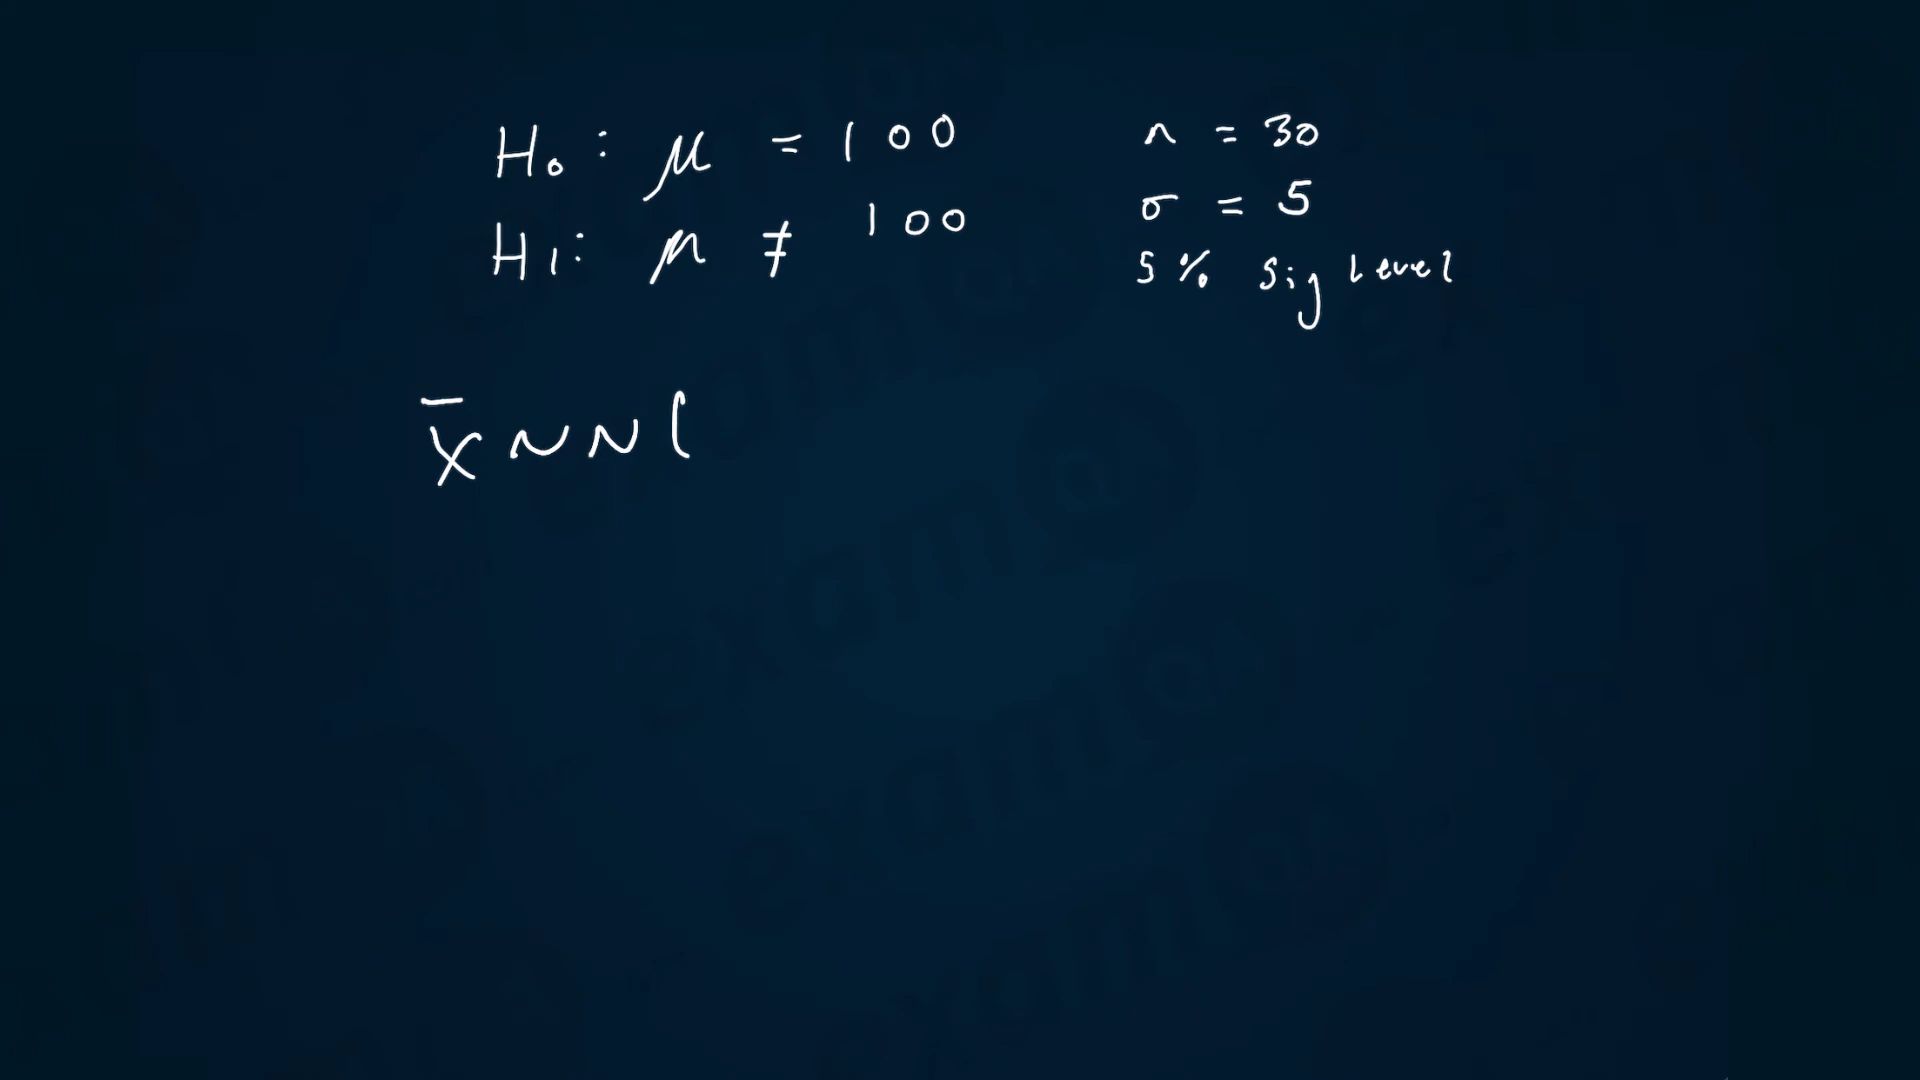 H₀: μ = 100
H₁: μ ≠ 100
n = 30
σ = 5
5% sig level
X̄ ~ N(